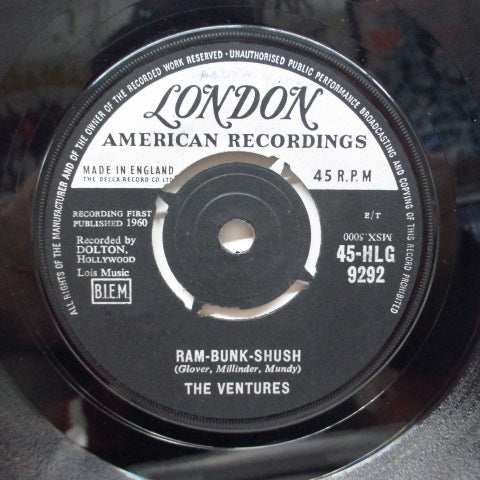 ALL RIGHTS OF THE MANUFACTURER AND OF THE OWNER OF THE RECORDED WORK RESERVED · UNAUTHORISED PUBLIC PERFORMANCE BROADCASTING AND COPYING OF THIS RECORD PROHIBITED
LONDON
AMERICAN RECORDINGS
MADE IN ENGLAND
THE DECCA RECORD CO LTD
45 R.P.M
RECORDING FIRST
PUBLISHED 1960
Recorded by
DOLTON,
HOLLYWOOD
Lois Music
B.I.E.M
E/T
MSX.5000
45-HLG
9292
RAM-BUNK-SHUSH
(Glover, Millinder, Mundy)
THE VENTURES